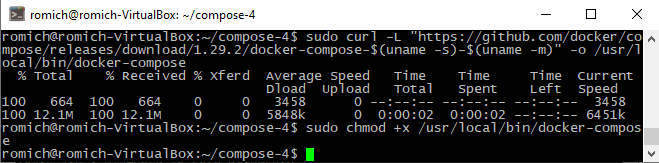 romich@romich-VirtualBox: ~/compose-4
romich@romich-VirtualBox:~/compose-4$ sudo curl -L "https://github.com/docker/co
mpose/releases/download/1.29.2/docker-compose-$(uname -s)-$(uname -m)" -o /usr/l
ocal/bin/docker-compose
  % Total    % Received % Xferd  Average Speed   Time    Time     Time  Current
                                 Dload  Upload   Total   Spent    Left  Speed
100   664  100   664    0     0   3458      0 --:--:-- --:--:-- --:--:--  3458
100 12.1M  100 12.1M    0     0  5848k      0  0:00:02  0:00:02 --:--:-- 6451k
romich@romich-VirtualBox:~/compose-4$ sudo chmod +x /usr/local/bin/docker-compos
e
romich@romich-VirtualBox:~/compose-4$